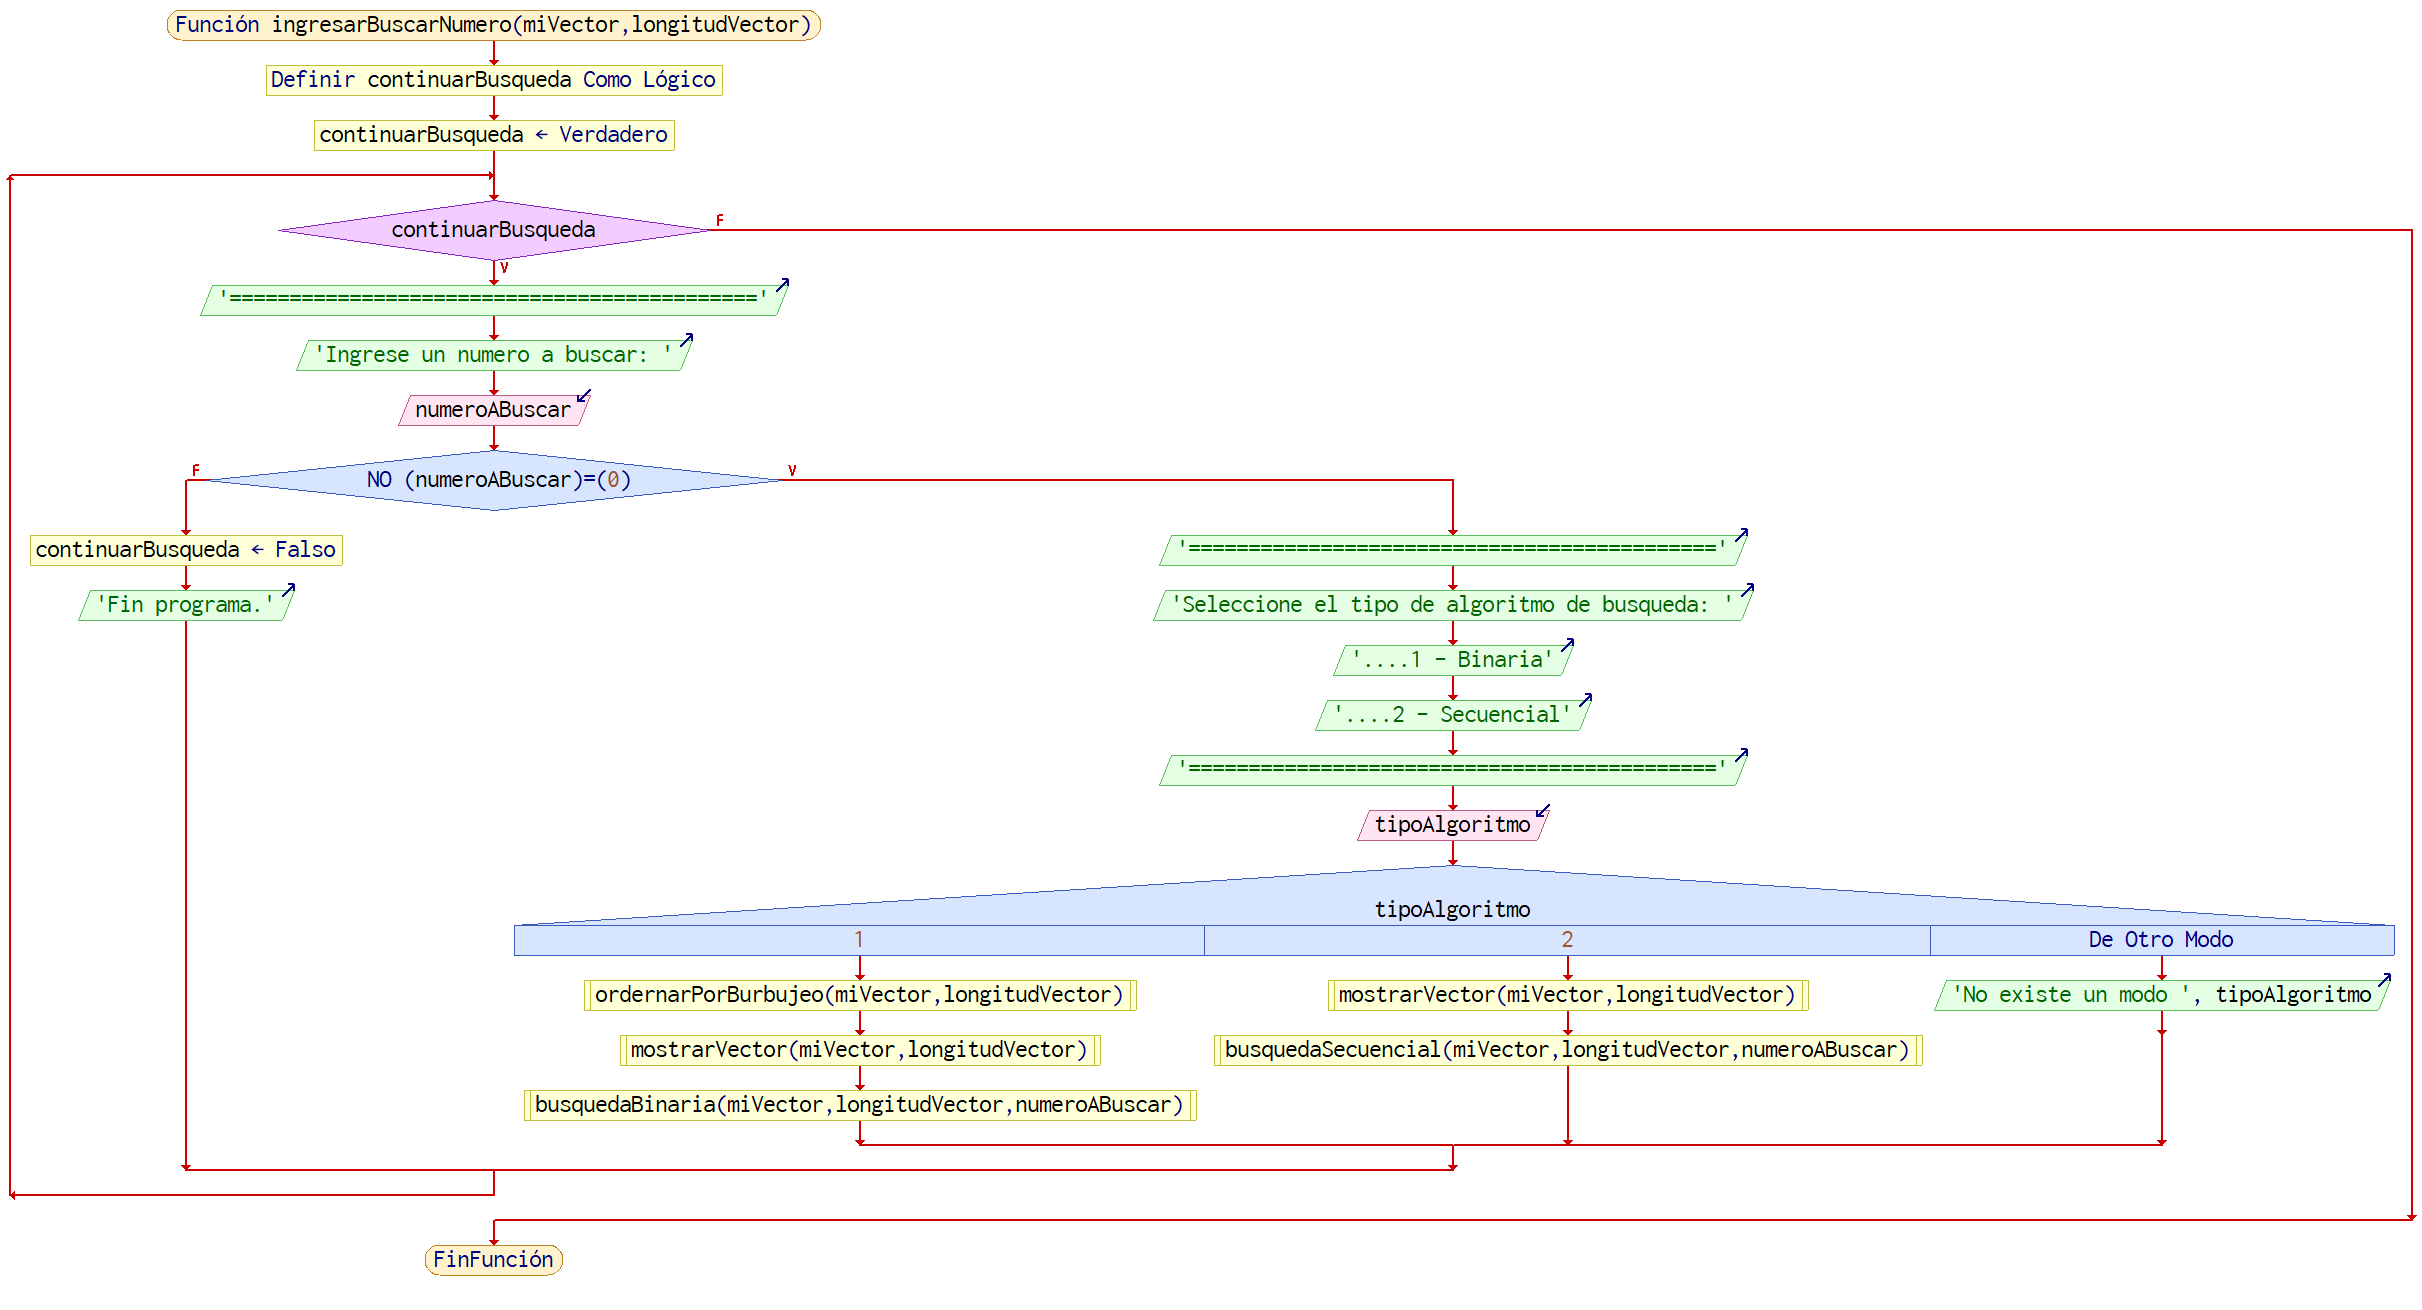 Función ingresarBuscarNumero(miVector,longitudVector)
Definir continuarBusqueda Como Lógico
continuarBusqueda ← Verdadero
continuarBusqueda
F
V
'============================================'
'Ingrese un numero a buscar: '
numeroABuscar
F
NO (numeroABuscar)=(0)
V
continuarBusqueda ← Falso
'Fin programa.'
'============================================'
'Seleccione el tipo de algoritmo de busqueda: '
'....1 - Binaria'
'....2 - Secuencial'
'============================================'
tipoAlgoritmo
tipoAlgoritmo
1
2
De Otro Modo
ordernarPorBurbujeo(miVector,longitudVector)
mostrarVector(miVector,longitudVector)
busquedaBinaria(miVector,longitudVector,numeroABuscar)
mostrarVector(miVector,longitudVector)
busquedaSecuencial(miVector,longitudVector,numeroABuscar)
'No existe un modo ', tipoAlgoritmo
FinFunción